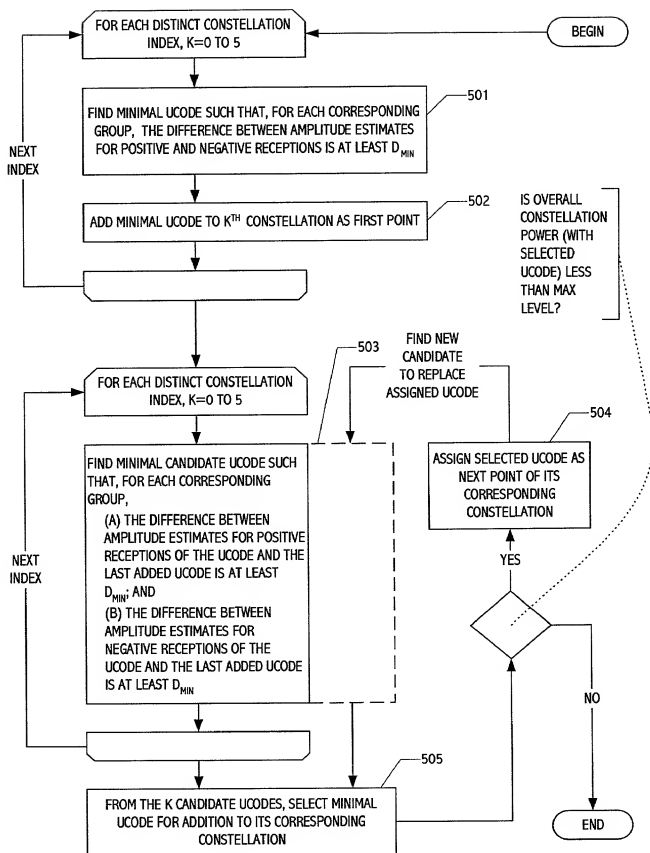 FOR EACH DISTINCT CONSTELLATION
INDEX, K=0 TO 5
BEGIN
501
FIND MINIMAL UCODE SUCH THAT, FOR EACH CORRESPONDING
GROUP, THE DIFFERENCE BETWEEN AMPLITUDE ESTIMATES
FOR POSITIVE AND NEGATIVE RECEPTIONS IS AT LEAST DMIN
NEXT
INDEX
502
ADD MINIMAL UCODE TO KTH CONSTELLATION AS FIRST POINT
IS OVERALL
CONSTELLATION
POWER (WITH
SELECTED
UCODE) LESS
THAN MAX
LEVEL?
503
FIND NEW
CANDIDATE
TO REPLACE
ASSIGNED UCODE
FOR EACH DISTINCT CONSTELLATION
INDEX, K=0 TO 5
504
ASSIGN SELECTED UCODE AS
NEXT POINT OF ITS
CORRESPONDING
CONSTELLATION
FIND MINIMAL CANDIDATE UCODE SUCH
THAT, FOR EACH CORRESPONDING
GROUP,
(A) THE DIFFERENCE BETWEEN
AMPLITUDE ESTIMATES FOR POSITIVE
RECEPTIONS OF THE UCODE AND THE
LAST ADDED UCODE IS AT LEAST
DMIN; AND
(B) THE DIFFERENCE BETWEEN
AMPLITUDE ESTIMATES FOR
NEGATIVE RECEPTIONS OF THE
UCODE AND THE LAST ADDED UCODE
IS AT LEAST DMIN
NEXT
INDEX
YES
NO
505
FROM THE K CANDIDATE UCODES, SELECT MINIMAL
UCODE FOR ADDITION TO ITS CORRESPONDING
CONSTELLATION
END